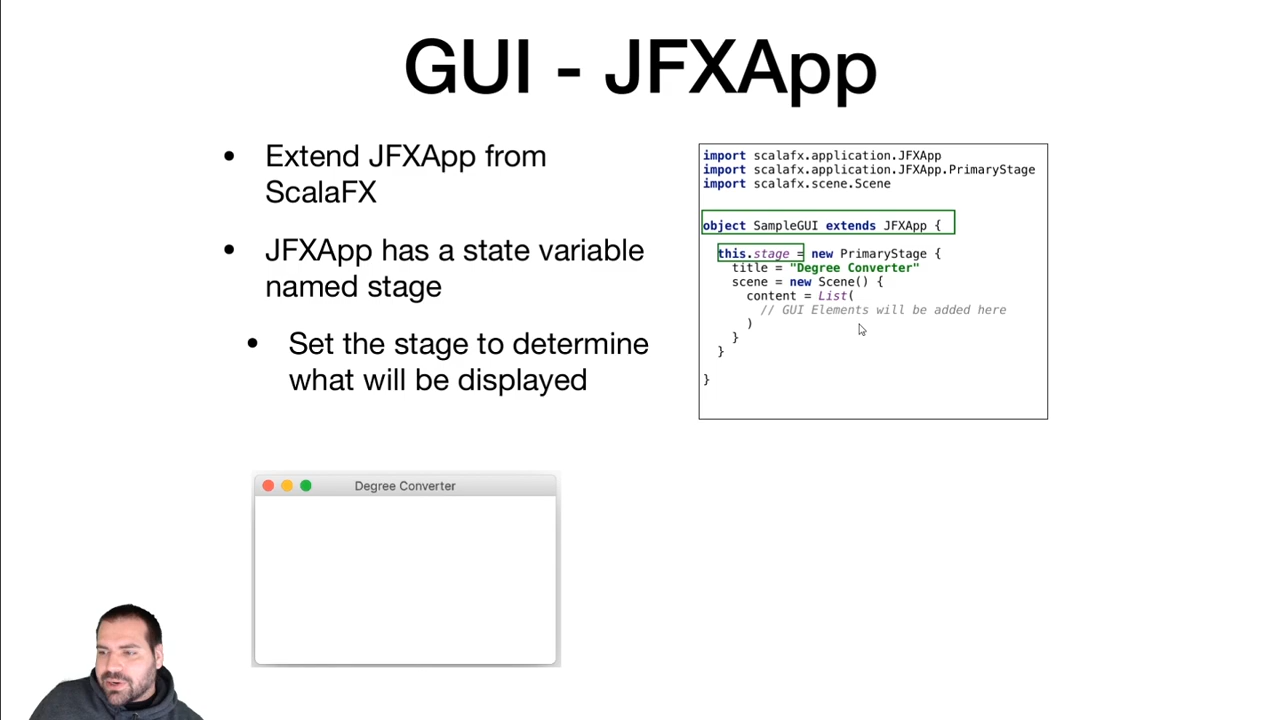 GUI - JFXApp
• Extend JFXApp from
ScalaFX
• JFXApp has a state variable
named stage
• Set the stage to determine
what will be displayed
import scalafx.application.JFXApp
import scalafx.application.JFXApp.PrimaryStage
import scalafx.scene.Scene
object SampleGUI extends JFXApp {
this.stage = new PrimaryStage {
title = "Degree Converter"
scene = new Scene() {
content = List(
// GUI Elements will be added here
)
}
}
}
Degree Converter